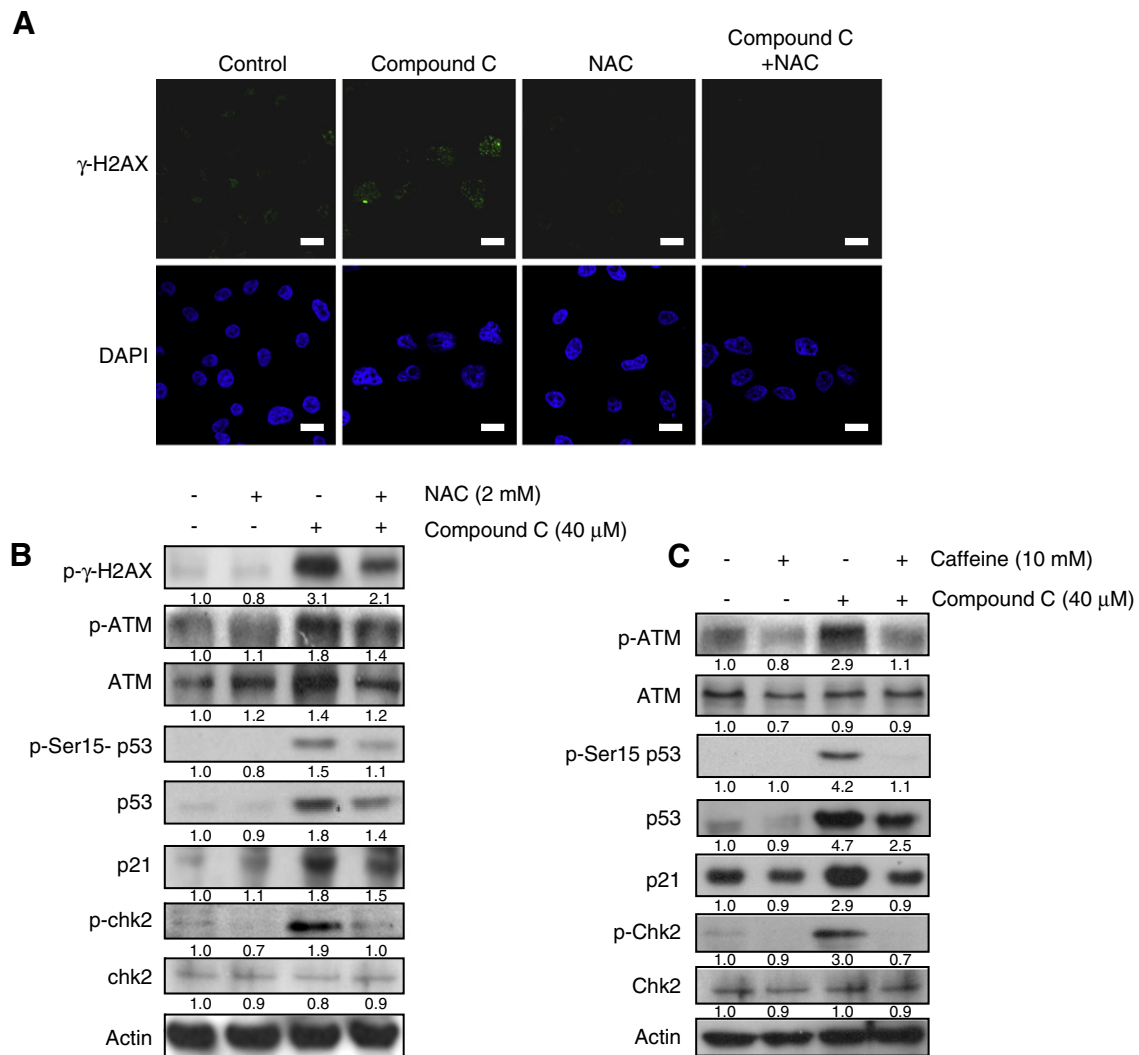 A
Control Compound C NAC Compound C
+NAC
γ-H2AX
DAPI
- + - + NAC (2 mM)
- - + + Compound C (40 μM)
B
p-γ-H2AX
1.0 0.8 3.1 2.1
p-ATM
1.0 1.1 1.8 1.4
ATM
1.0 1.2 1.4 1.2
p-Ser15- p53
1.0 0.8 1.5 1.1
p53
1.0 0.9 1.8 1.4
p21
1.0 1.1 1.8 1.5
p-chk2
1.0 0.7 1.9 1.0
chk2
1.0 0.9 0.8 0.9
Actin
C
- + - + Caffeine (10 mM)
- - + + Compound C (40 μM)
p-ATM
1.0 0.8 2.9 1.1
ATM
1.0 0.7 0.9 0.9
p-Ser15 p53
1.0 1.0 4.2 1.1
p53
1.0 0.9 4.7 2.5
p21
1.0 0.9 2.9 0.9
p-Chk2
1.0 0.9 3.0 0.7
Chk2
1.0 0.9 1.0 0.9
Actin